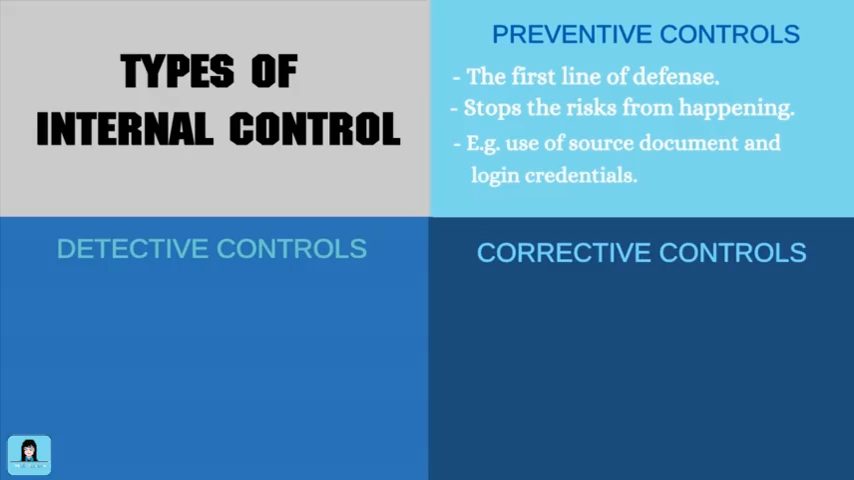 TYPES OF
INTERNAL CONTROL
PREVENTIVE CONTROLS
- The first line of defense.
- Stops the risks from happening.
- E.g. use of source document and
login credentials.
DETECTIVE CONTROLS
CORRECTIVE CONTROLS